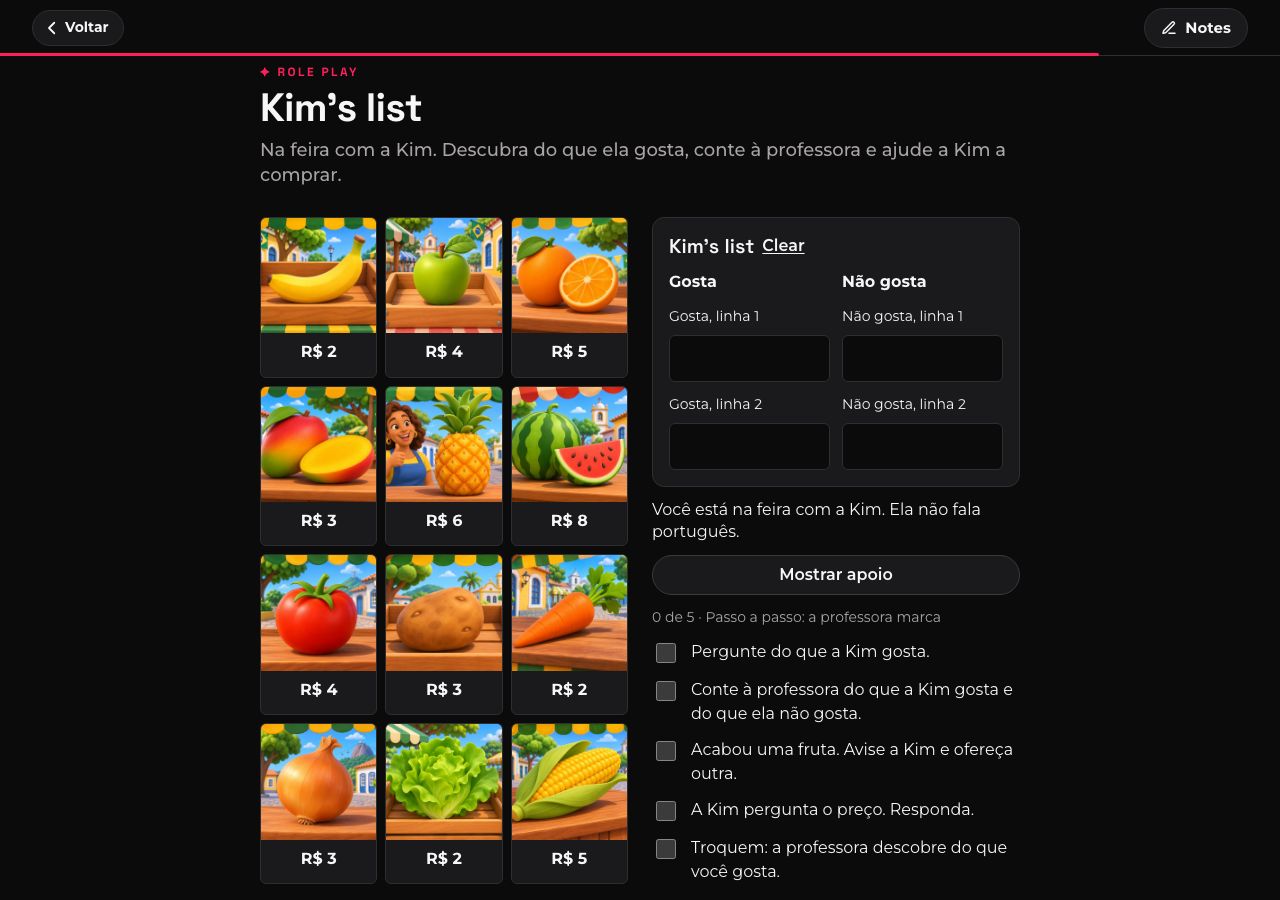 Voltar
Notes
ROLE PLAY
Kim's list
Na feira com a Kim. Descubra do que ela gosta, conte à professora e ajude a Kim a
comprar.
R$ 2
R$ 4
R$ 5
R$ 3
R$ 6
R$ 8
R$ 4
R$ 3
R$ 2
R$ 3
R$ 2
R$ 5
Kim's list Clear
Gosta
Não gosta
Gosta, linha 1
Não gosta, linha 1
Gosta, linha 2
Não gosta, linha 2
Você está na feira com a Kim. Ela não fala
português.
Mostrar apoio
0 de 5 · Passo a passo: a professora marca
Pergunte do que a Kim gosta.
Conte à professora do que a Kim gosta e
do que ela não gosta.
Acabou uma fruta. Avise a Kim e ofereça
outra.
A Kim pergunta o preço. Responda.
Troquem: a professora descobre do que
você gosta.